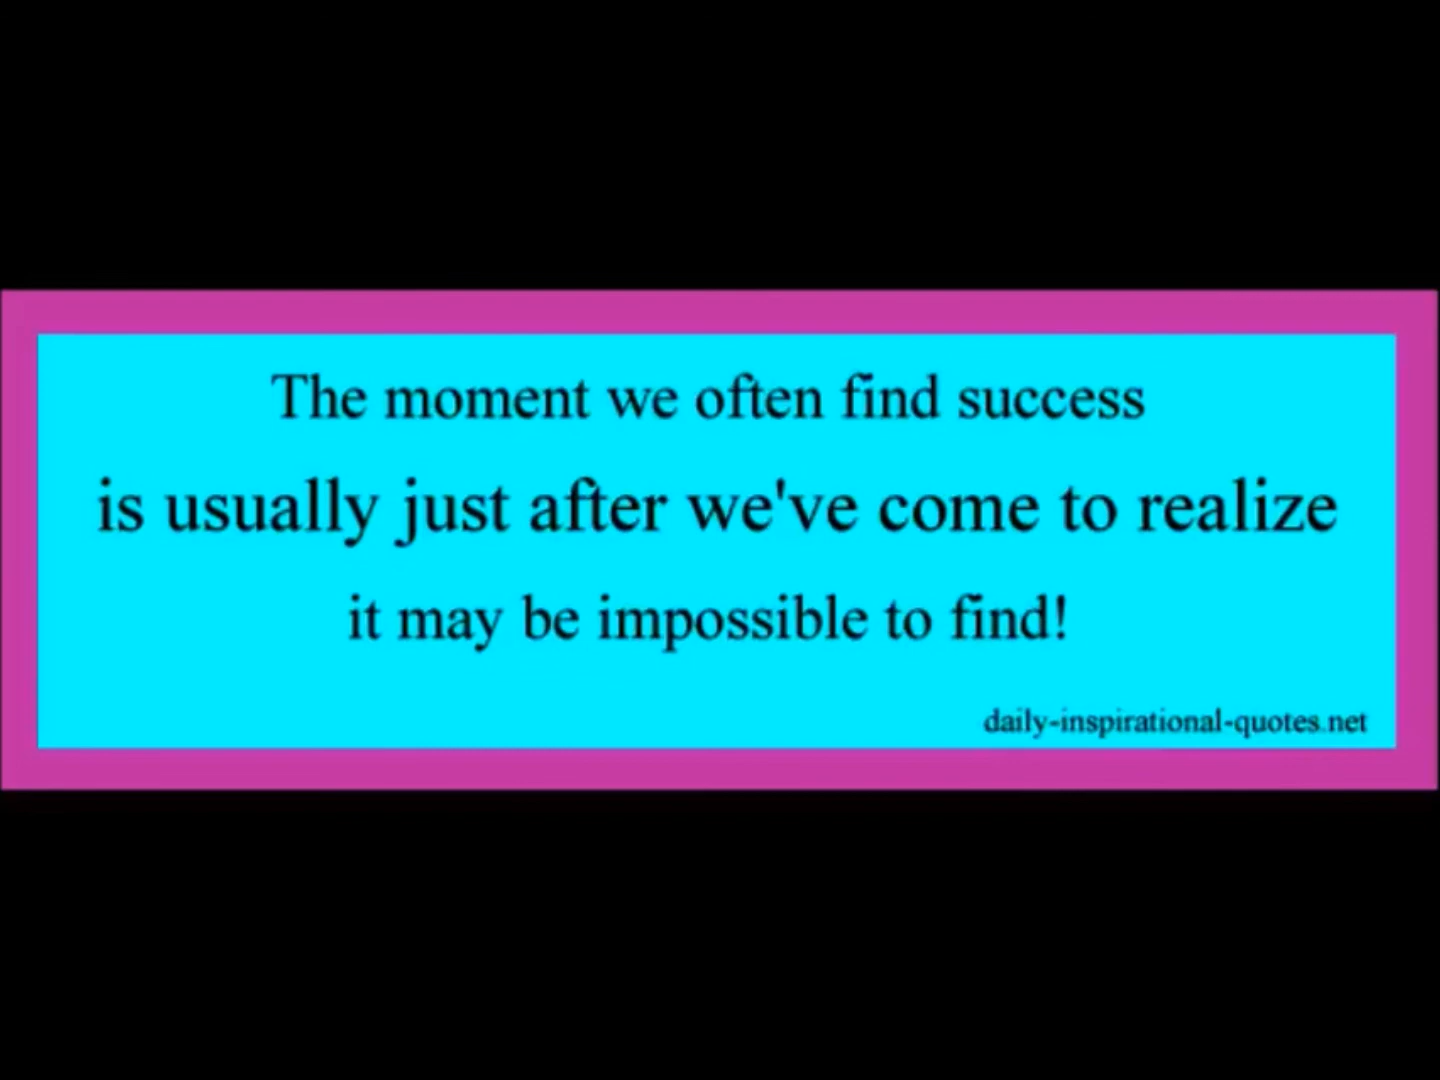 The moment we often find success
is usually just after we've come to realize
it may be impossible to find!
daily-inspirational-quotes.net